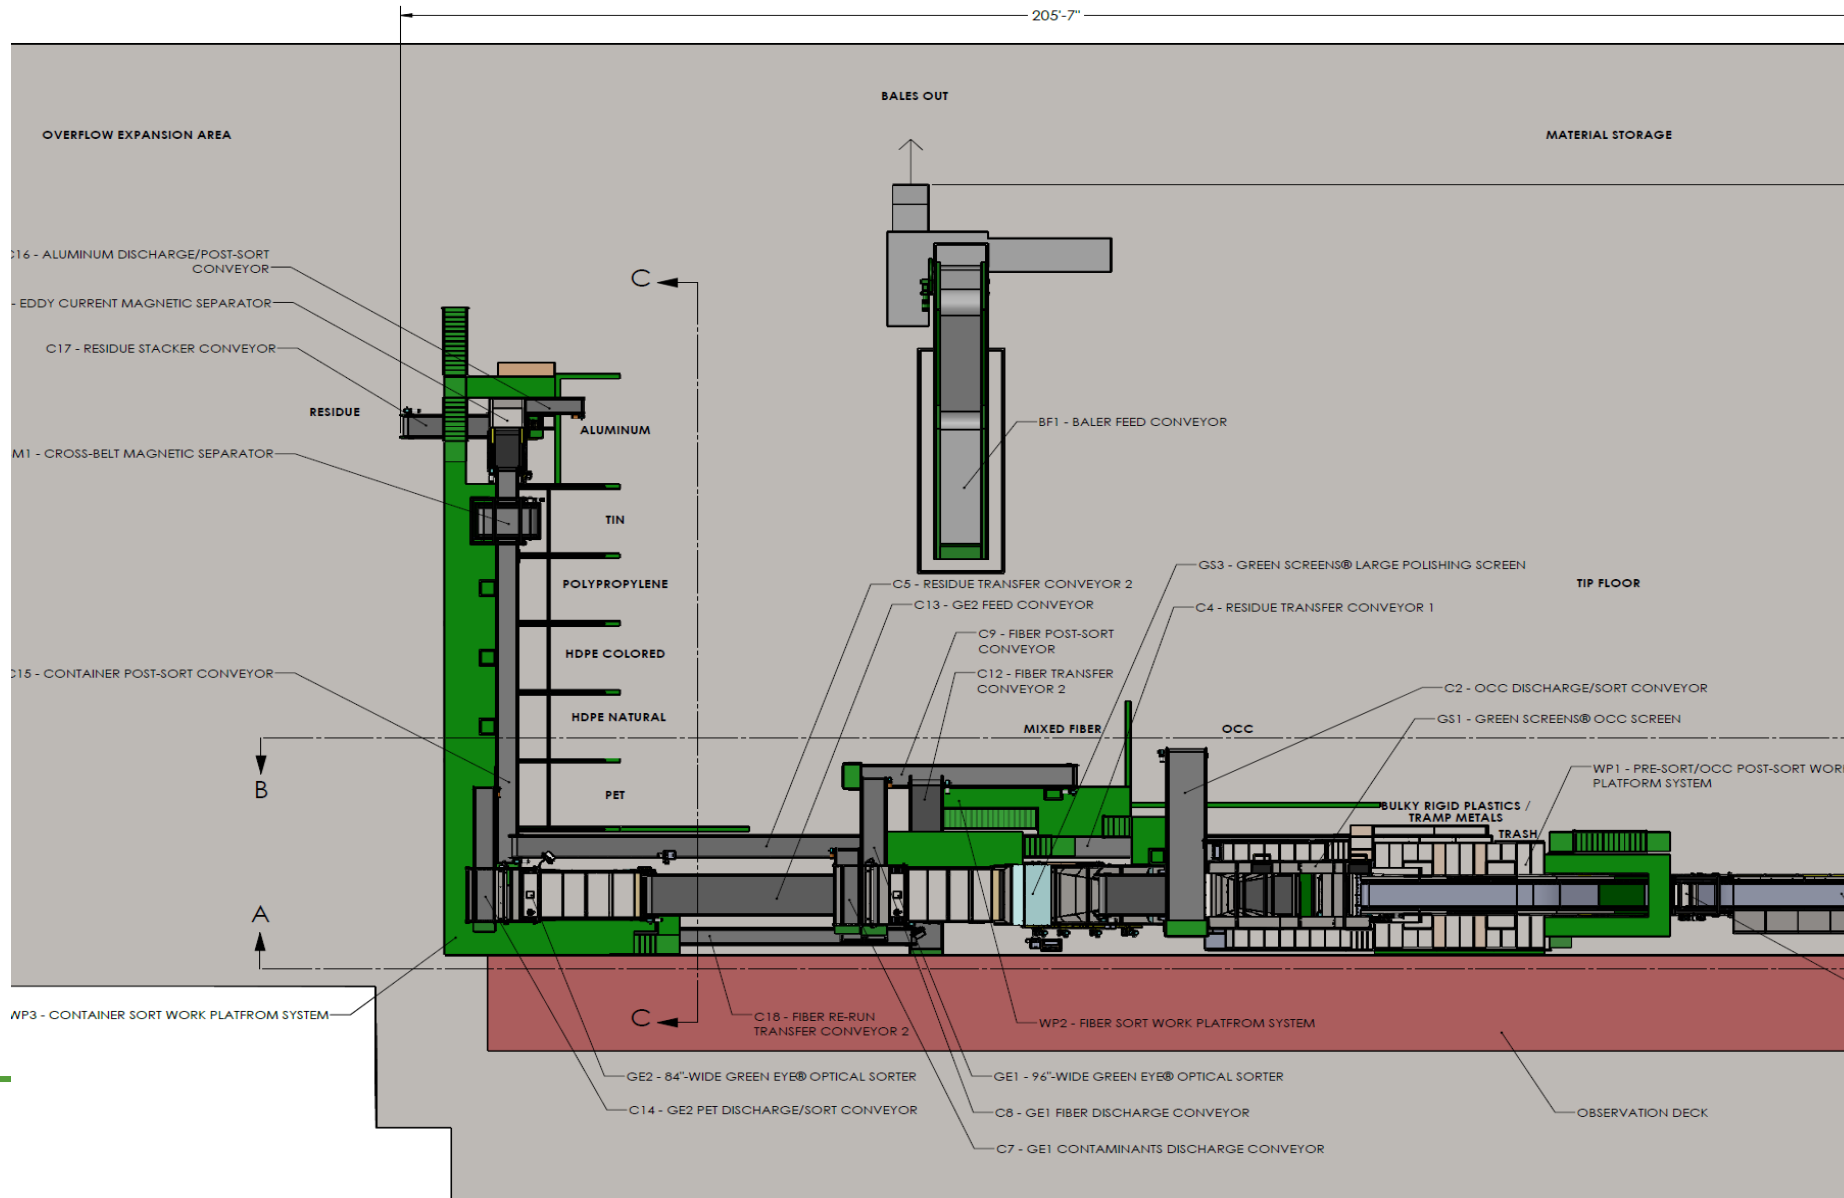 205'-7"
BALES OUT
OVERFLOW EXPANSION AREA
MATERIAL STORAGE
C16 - ALUMINUM DISCHARGE/POST-SORT
CONVEYOR
- EDDY CURRENT MAGNETIC SEPARATOR
C17 - RESIDUE STACKER CONVEYOR
RESIDUE
ALUMINUM
M1 - CROSS-BELT MAGNETIC SEPARATOR
TIN
POLYPROPYLENE
HDPE COLORED
C15 - CONTAINER POST-SORT CONVEYOR
HDPE NATURAL
PET
C
BF1 - BALER FEED CONVEYOR
C5 - RESIDUE TRANSFER CONVEYOR 2
C13 - GE2 FEED CONVEYOR
C9 - FIBER POST-SORT
CONVEYOR
C12 - FIBER TRANSFER
CONVEYOR 2
GS3 - GREEN SCREENS® LARGE POLISHING SCREEN
C4 - RESIDUE TRANSFER CONVEYOR 1
TIP FLOOR
C2 - OCC DISCHARGE/SORT CONVEYOR
GS1 - GREEN SCREENS® OCC SCREEN
MIXED FIBER
OCC
WP1 - PRE-SORT/OCC POST-SORT WORK
PLATFORM SYSTEM
BULKY RIGID PLASTICS /
TRAMP METALS
TRASH
B
A
C
WP3 - CONTAINER SORT WORK PLATFROM SYSTEM
C18 - FIBER RE-RUN
TRANSFER CONVEYOR 2
WP2 - FIBER SORT WORK PLATFROM SYSTEM
GE2 - 84"-WIDE GREEN EYE® OPTICAL SORTER
C14 - GE2 PET DISCHARGE/SORT CONVEYOR
GE1 - 96"-WIDE GREEN EYE® OPTICAL SORTER
C8 - GE1 FIBER DISCHARGE CONVEYOR
C7 - GE1 CONTAMINANTS DISCHARGE CONVEYOR
OBSERVATION DECK